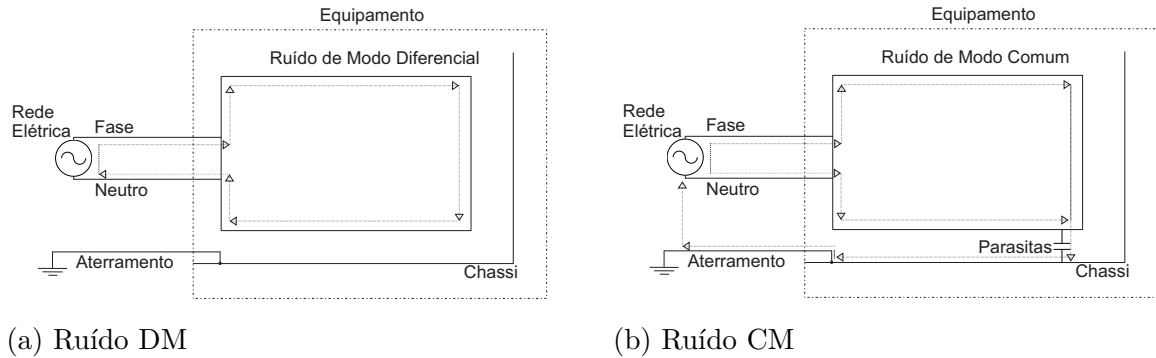 Equipamento
Ruído de Modo Diferencial
Rede
Elétrica
Fase
Neutro
Aterramento
Chassi
(a) Ruído DM
Equipamento
Ruído de Modo Comum
Rede
Elétrica
Fase
Neutro
Parasitas
Aterramento
Chassi
(b) Ruído CM